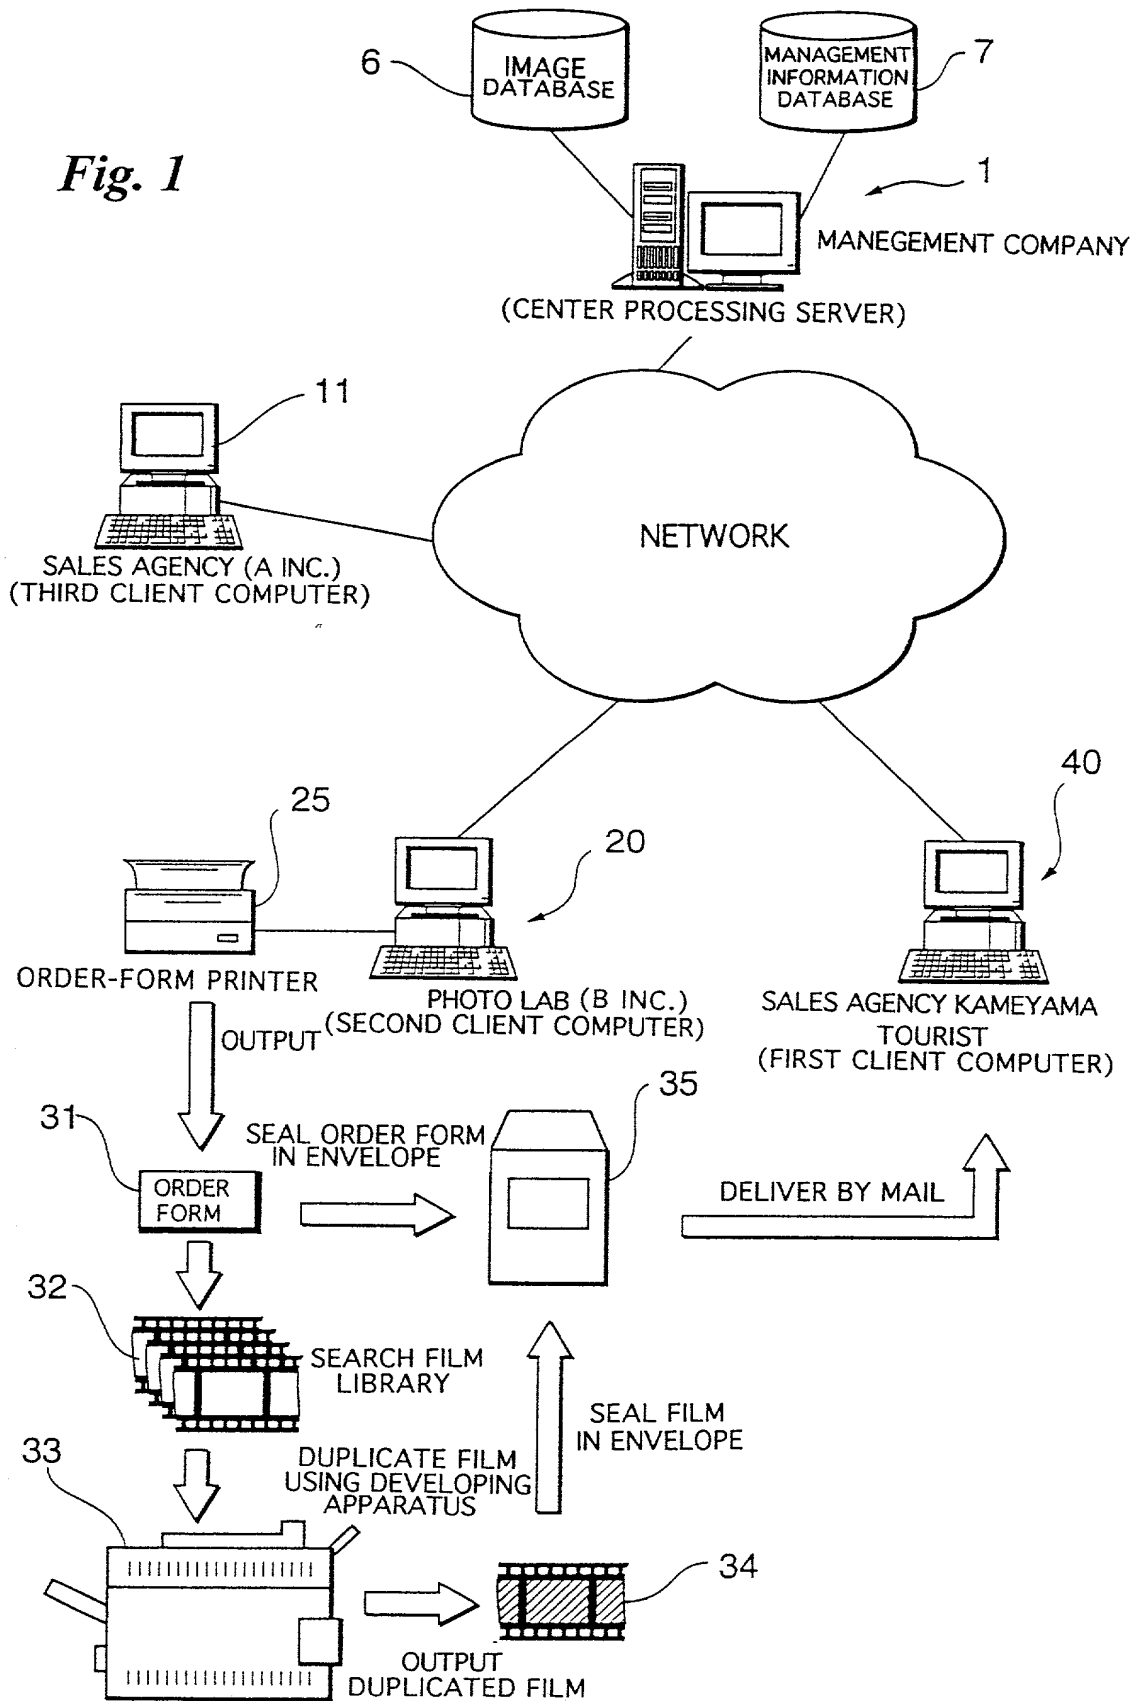 6
IMAGE
DATABASE
MANAGEMENT
INFORMATION
DATABASE
7
Fig. 1
1
MANEGEMENT COMPANY
(CENTER PROCESSING SERVER)
11
NETWORK
SALES AGENCY (A INC.)
(THIRD CLIENT COMPUTER)
25
20
40
ORDER-FORM PRINTER
PHOTO LAB (B INC.)
(SECOND CLIENT COMPUTER)
SALES AGENCY KAMEYAMA
TOURIST
(FIRST CLIENT COMPUTER)
OUTPUT
31
ORDER
FORM
SEAL ORDER FORM
IN ENVELOPE
35
DELIVER BY MAIL
32
SEARCH FILM
LIBRARY
SEAL FILM
IN ENVELOPE
33
DUPLICATE FILM
USING DEVELOPING
APPARATUS
34
OUTPUT
DUPLICATED FILM